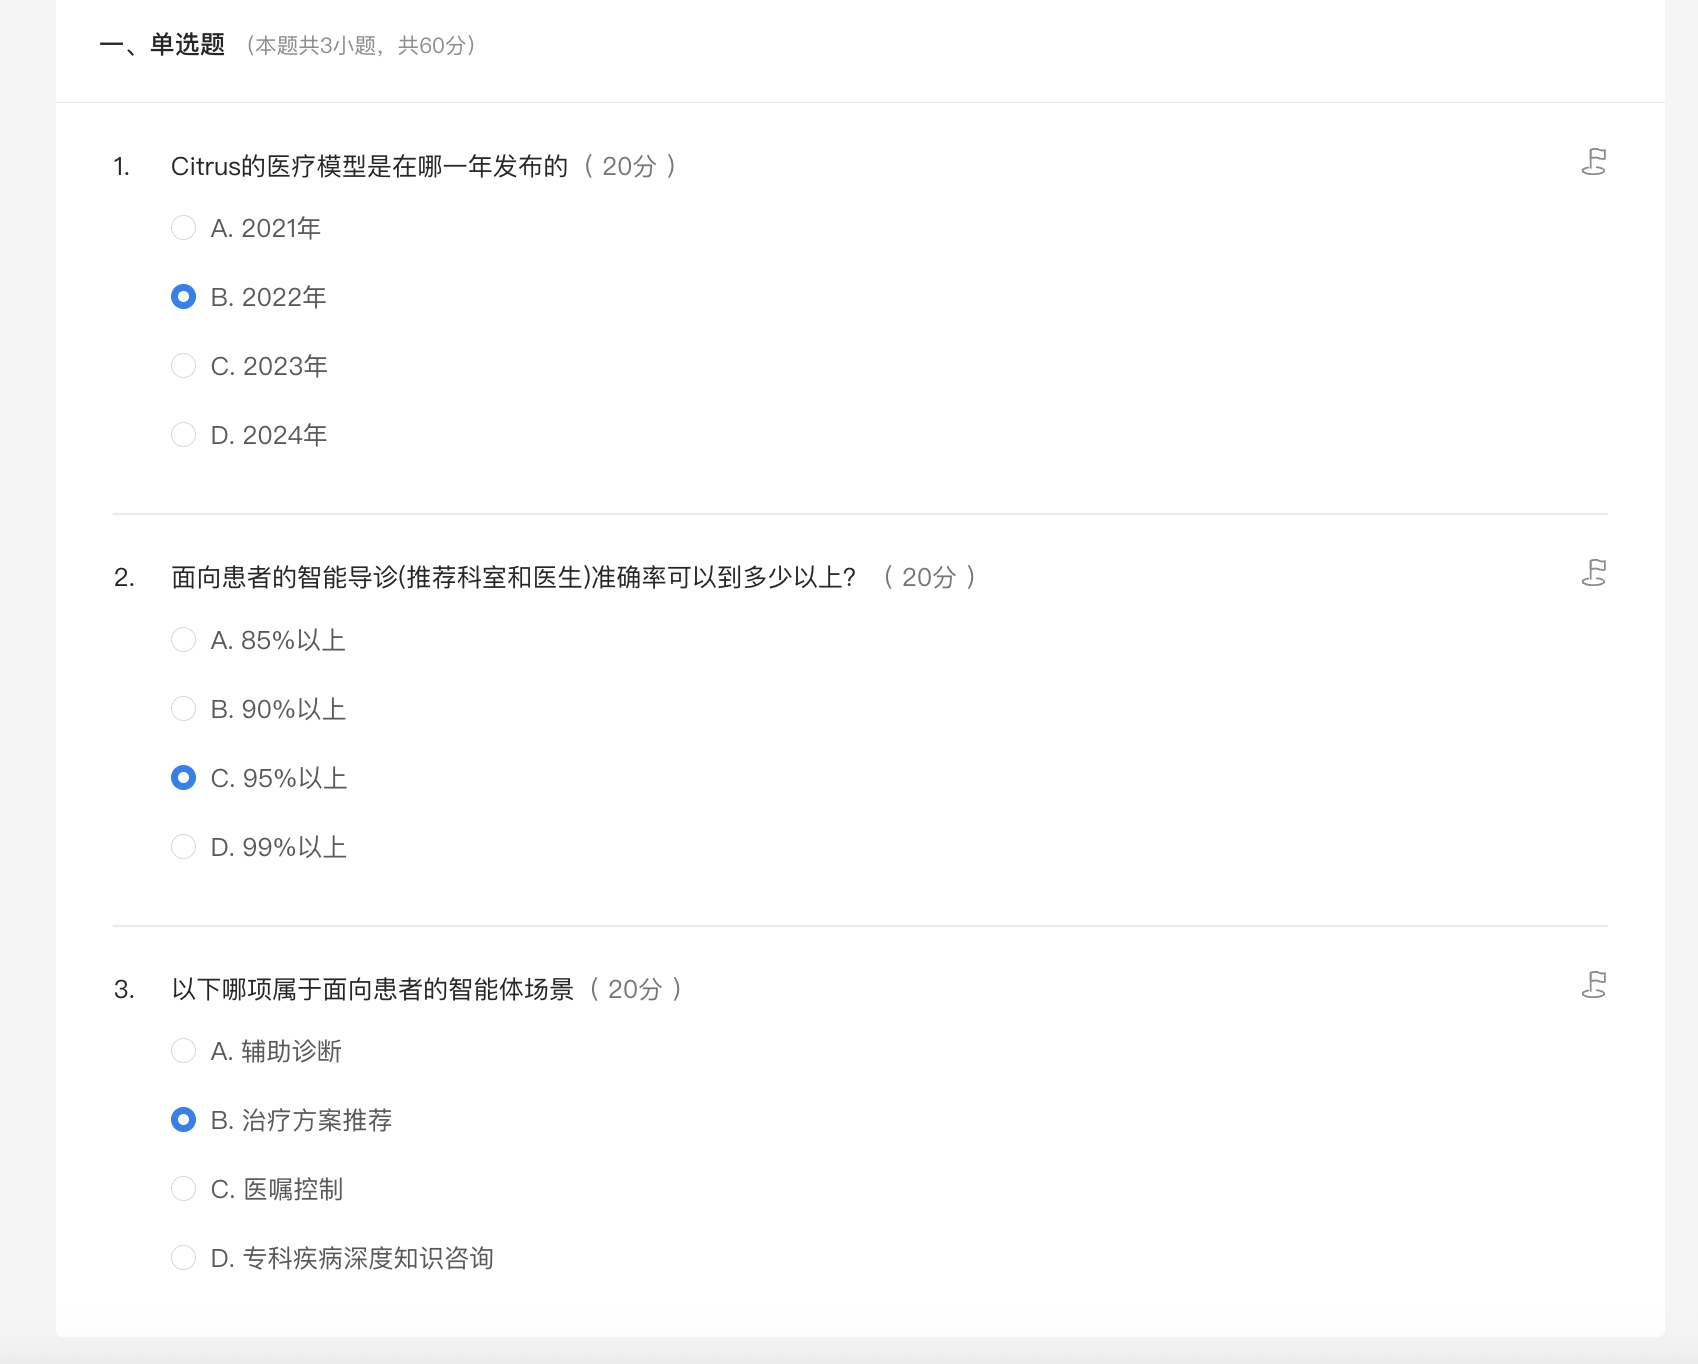 一、单选题 (本题共3小题，共60分)
1. Citrus的医疗模型是在哪一年发布的 ( 20分 )
A. 2021年
B. 2022年
C. 2023年
D. 2024年
2. 面向患者的智能导诊(推荐科室和医生)准确率可以到多少以上? ( 20分 )
A. 85%以上
B. 90%以上
C. 95%以上
D. 99%以上
3. 以下哪项属于面向患者的智能体场景 ( 20分 )
A. 辅助诊断
B. 治疗方案推荐
C. 医嘱控制
D. 专科疾病深度知识咨询